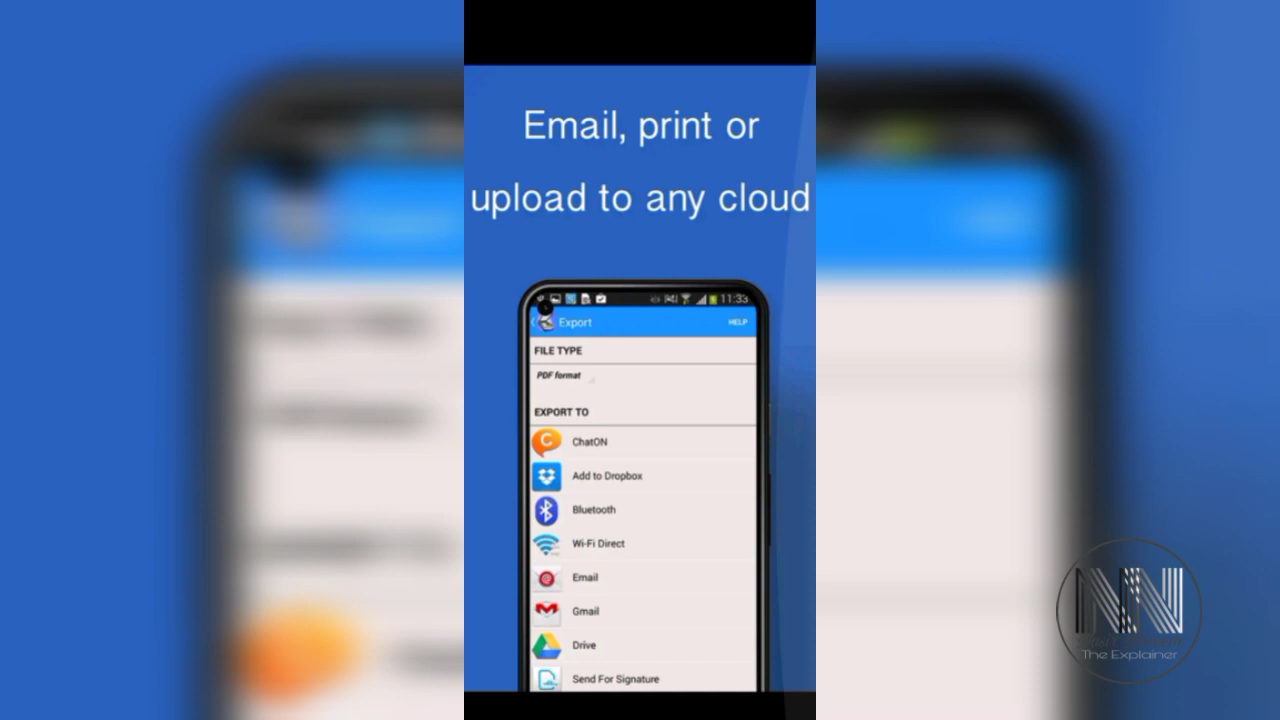 Email, print or
upload to any cloud
11:33
Export
HELP
FILE TYPE
PDF format
EXPORT TO
ChatON
Add to Dropbox
Bluetooth
Wi-Fi Direct
Email
Gmail
Drive
Send For Signature
NN
The Explainer